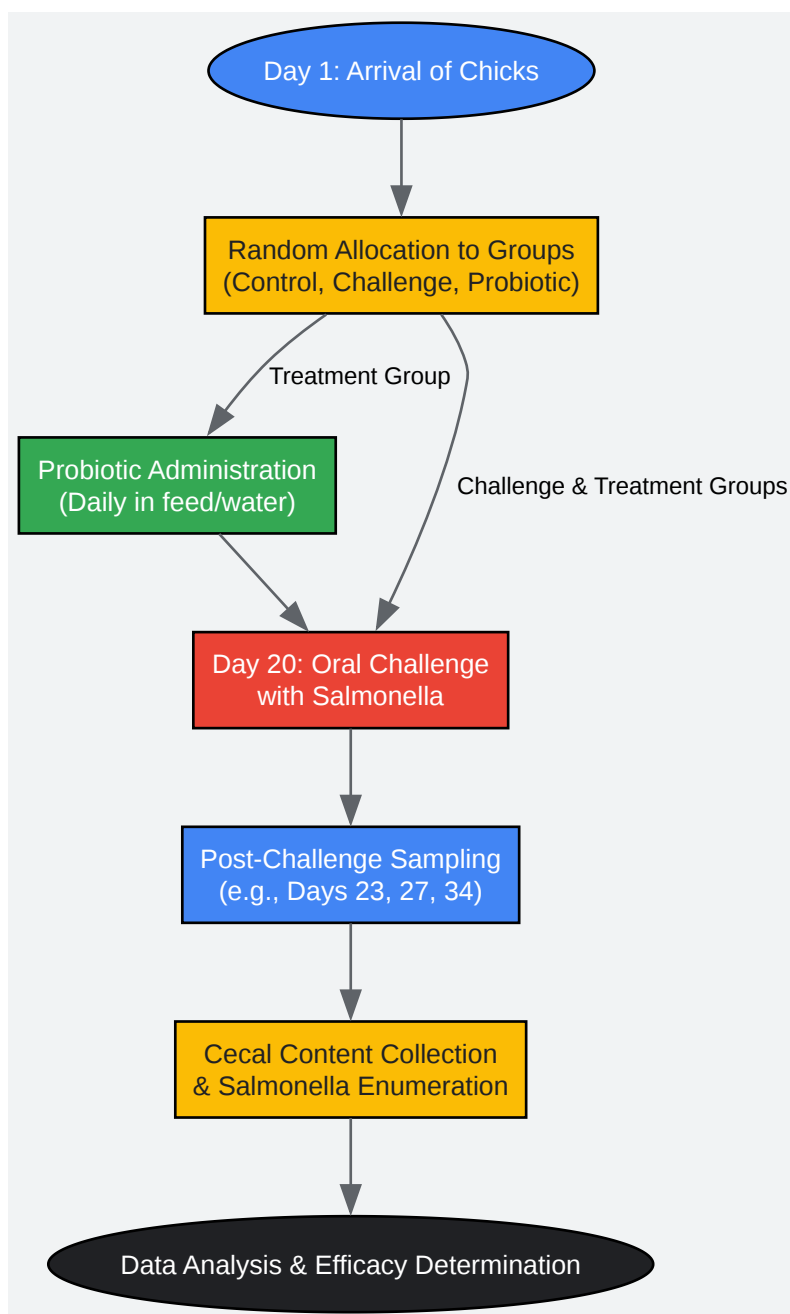 Day 1: Arrival of Chicks
Random Allocation to Groups
(Control, Challenge, Probiotic)
Treatment Group
Probiotic Administration
(Daily in feed/water)
Challenge & Treatment Groups
Day 20: Oral Challenge
with Salmonella
Post-Challenge Sampling
(e.g., Days 23, 27, 34)
Cecal Content Collection
& Salmonella Enumeration
Data Analysis & Efficacy Determination